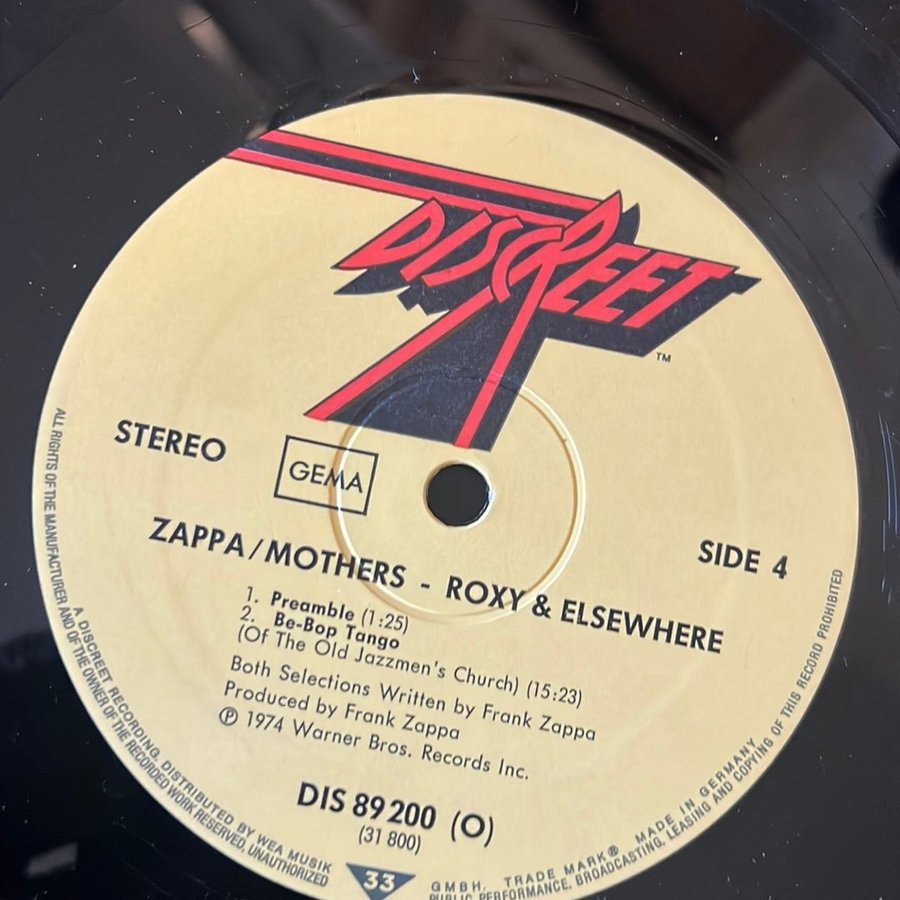 DISCREET
TM
STEREO
GEMA
SIDE 4
ZAPPA/MOTHERS - ROXY & ELSEWHERE
1. Preamble (1:25)
2. Be-Bop Tango
(Of The Old Jazzmen's Church) (15:23)
Both Selections Written by Frank Zappa
Produced by Frank Zappa
℗ 1974 Warner Bros. Records Inc.
DIS 89200 (O)
(31 800)
33
A DISCREET RECORDING. DISTRIBUTED BY WEA MUSIK GMBH. TRADE MARK® MADE IN GERMANY
ALL RIGHTS OF THE MANUFACTURER AND OF THE OWNER OF THE RECORDED WORK RESERVED, UNAUTHORIZED PUBLIC PERFORMANCE, BROADCASTING, LEASING AND COPYING OF THIS RECORD PROHIBITED